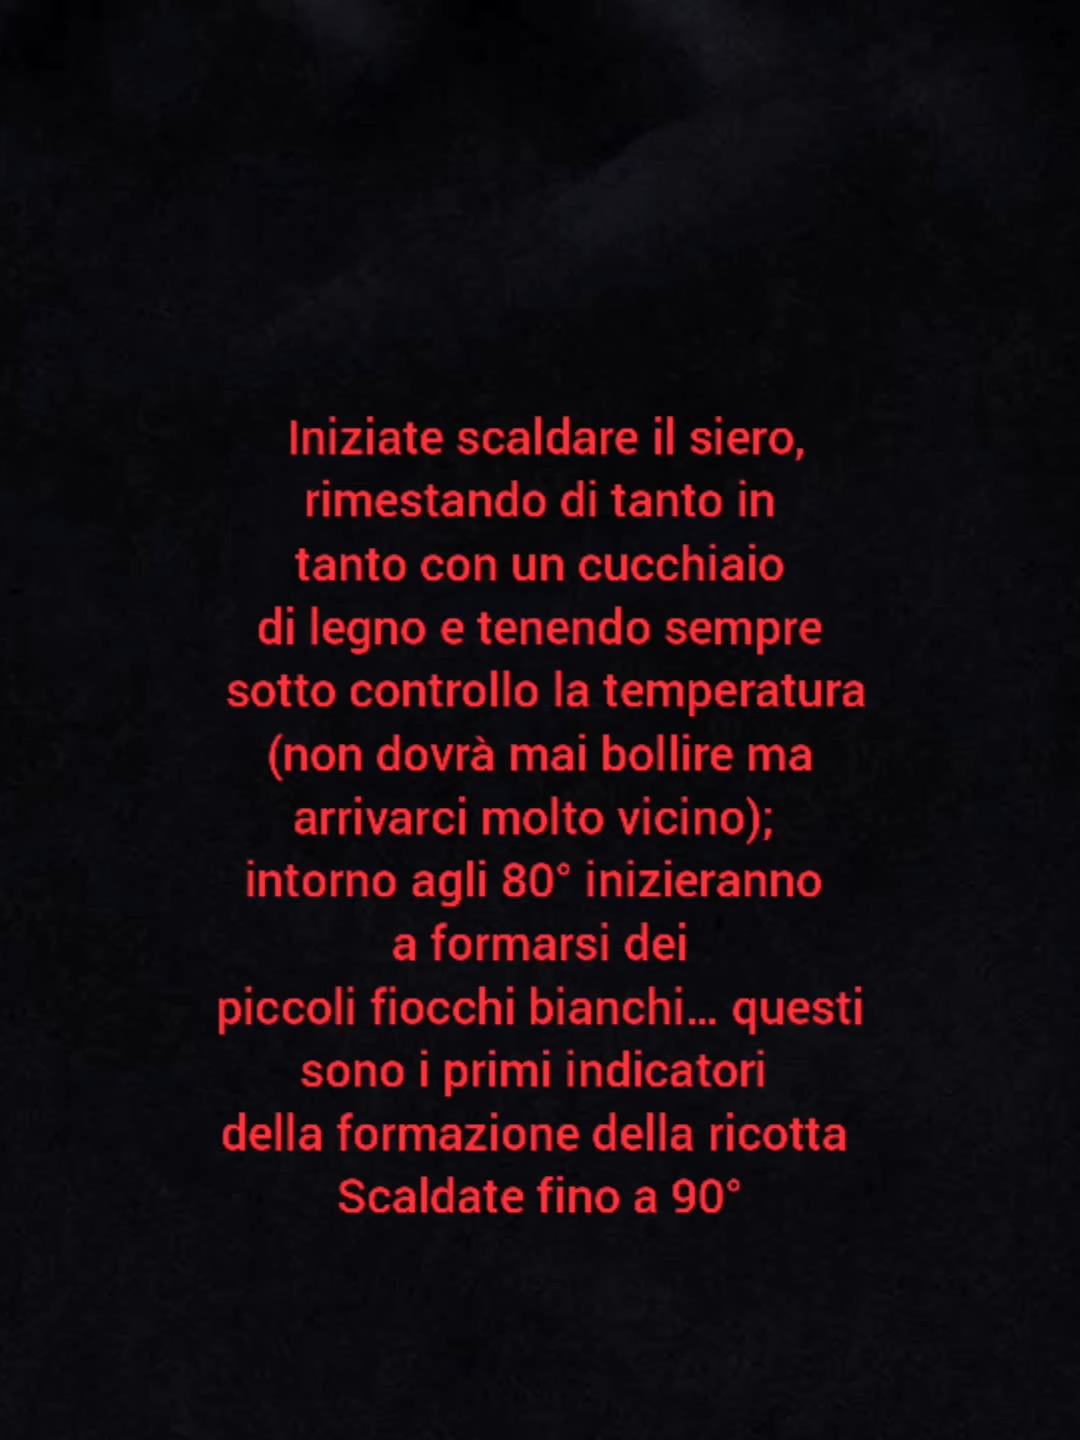 Iniziate scaldare il siero,
rimestando di tanto in
tanto con un cucchiaio
di legno e tenendo sempre
sotto controllo la temperatura
(non dovrà mai bollire ma
arrivarci molto vicino);
intorno agli 80° inizieranno
a formarsi dei
piccoli fiocchi bianchi… questi
sono i primi indicatori
della formazione della ricotta
Scaldate fino a 90°